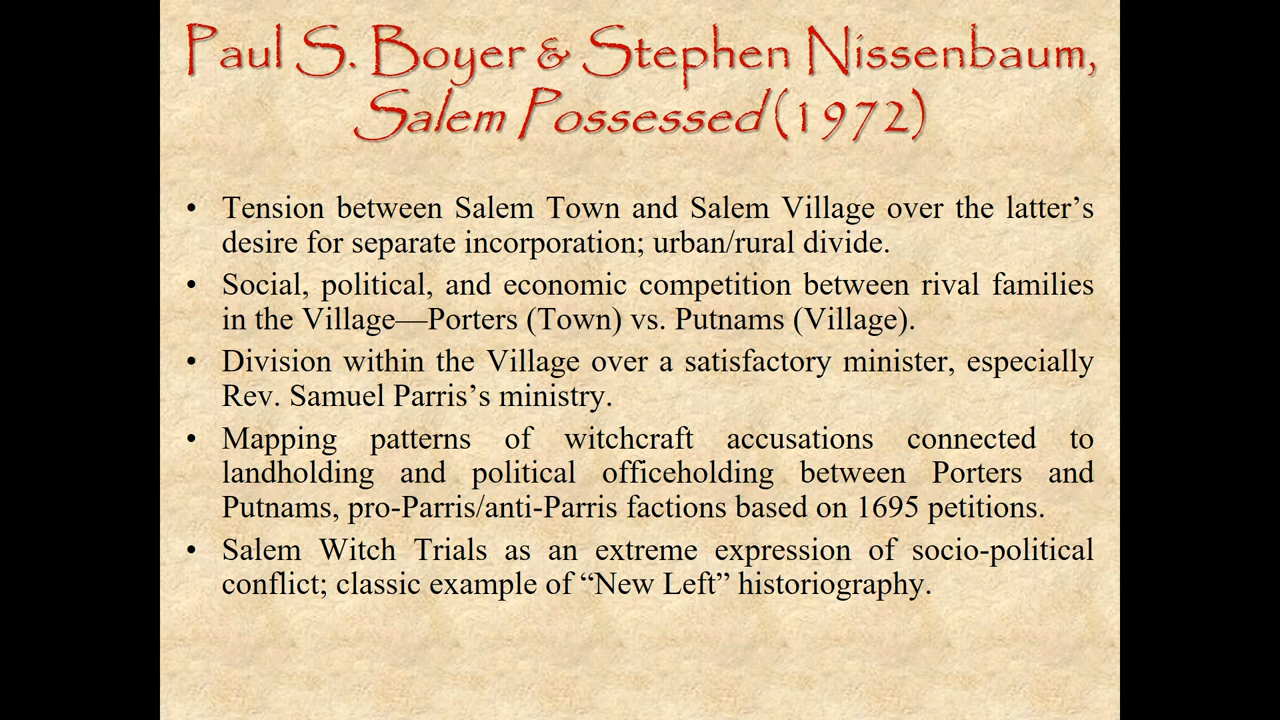 Paul S. Boyer & Stephen Nissenbaum,
Salem Possessed (1972)
• Tension between Salem Town and Salem Village over the latter’s
desire for separate incorporation; urban/rural divide.
• Social, political, and economic competition between rival families
in the Village—Porters (Town) vs. Putnams (Village).
• Division within the Village over a satisfactory minister, especially
Rev. Samuel Parris’s ministry.
• Mapping patterns of witchcraft accusations connected to
landholding and political officeholding between Porters and
Putnams, pro-Parris/anti-Parris factions based on 1695 petitions.
• Salem Witch Trials as an extreme expression of socio-political
conflict; classic example of “New Left” historiography.